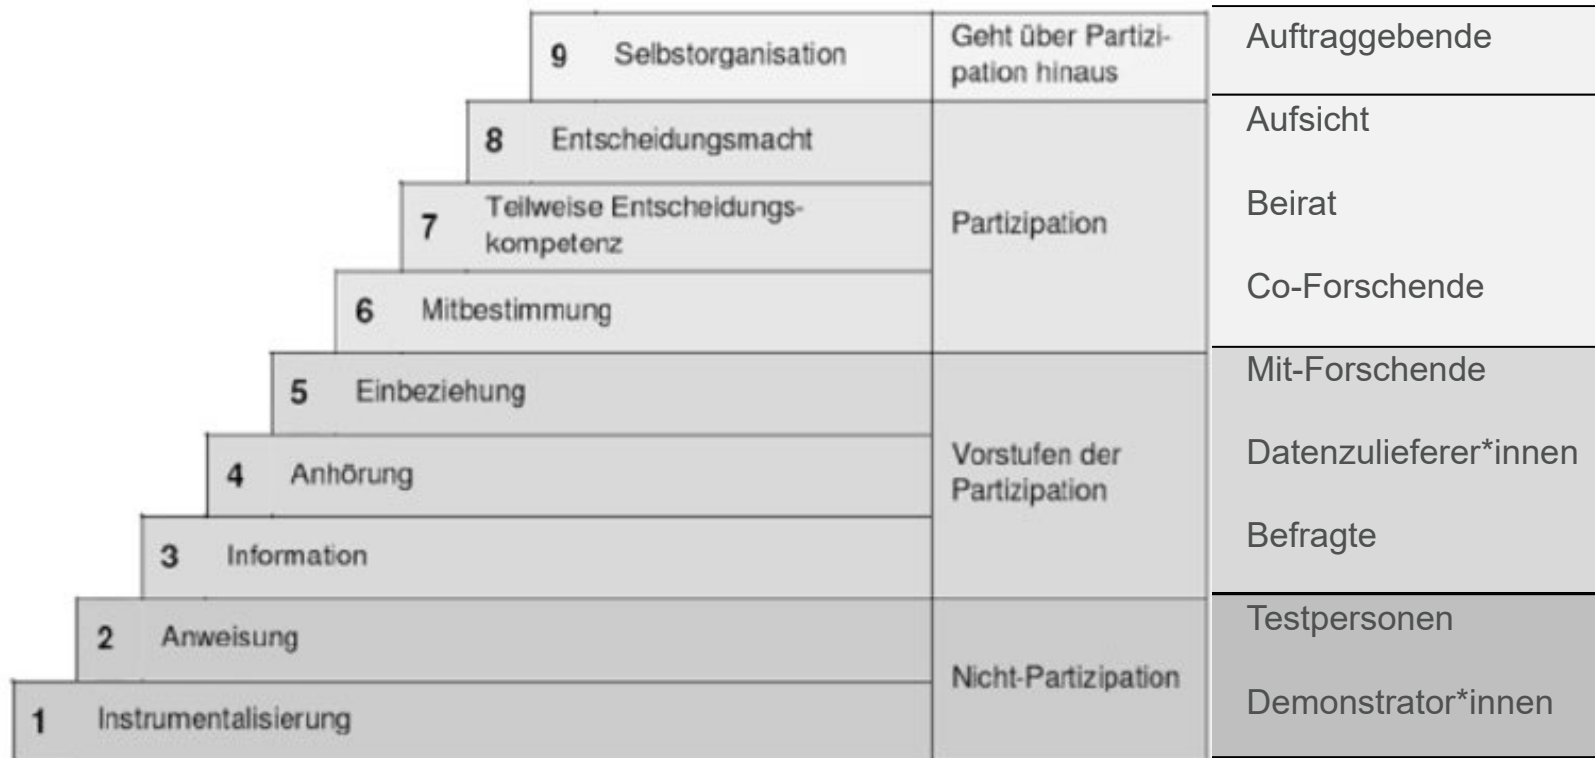 9 Selbstorganisation
Geht über Partizi-
pation hinaus
Auftraggebende
8 Entscheidungsmacht
Aufsicht
7 Teilweise Entscheidungs-
kompetenz
Partizipation
Beirat
6 Mitbestimmung
Co-Forschende
5 Einbeziehung
Mit-Forschende
4 Anhörung
Vorstufen der
Partizipation
Datenzulieferer*innen
3 Information
Befragte
2 Anweisung
Testpersonen
Nicht-Partizipation
1 Instrumentalisierung
Demonstrator*innen